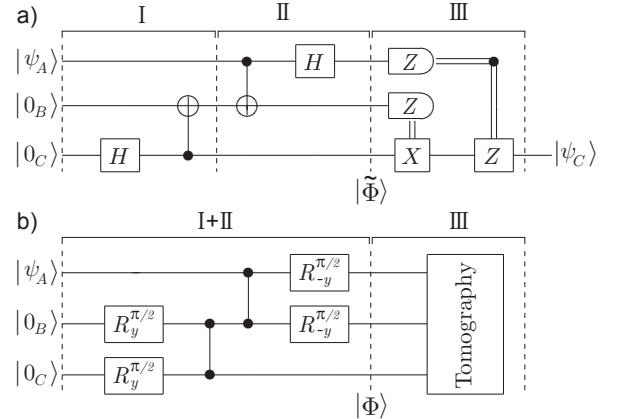 a) I II III
|ψ_A⟩ H Z
|0_B⟩ Z
|0_C⟩ H X Z |ψ_C⟩
|Φ̃⟩
b) I+II III
|ψ_A⟩ R_{-y}^{π/2}
|0_B⟩ R_y^{π/2} R_{-y}^{π/2}
|0_C⟩ R_y^{π/2}
Tomography
|Φ⟩